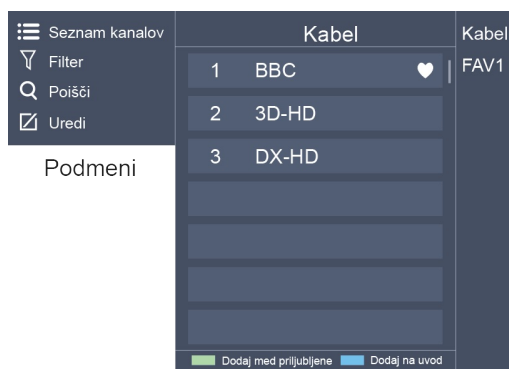 Seznam kanalov
Filter
Poišči
Uredi
Podmeni
Kabel
1 BBC
2 3D-HD
3 DX-HD
Dodaj med priljubljene Dodaj na uvod
Kabel
FAV1